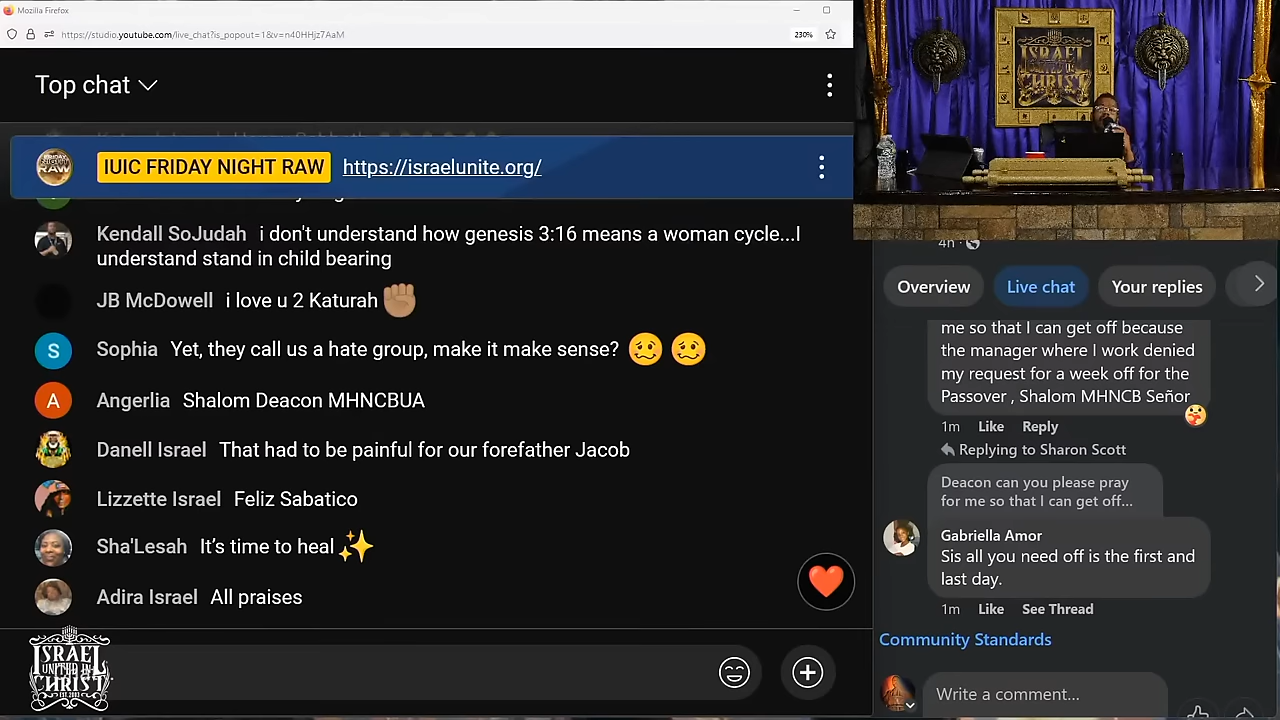 Mozilla Firefox
https://studio.youtube.com/live_chat?is_popout=1&v=n40HHjz7AaM
230%
Top chat
IUIC FRIDAY NIGHT RAW https://israelunite.org/
Kendall SoJudah i don't understand how genesis 3:16 means a woman cycle...I
understand stand in child bearing
JB McDowell i love u 2 Katurah
S Sophia Yet, they call us a hate group, make it make sense?
A Angerlia Shalom Deacon MHNCBUA
Danell Israel That had to be painful for our forefather Jacob
Lizzette Israel Feliz Sabatico
Sha'Lesah It’s time to heal
Adira Israel All praises
ISRAEL
UNITED IN
CHRIST
EST. 2003
ISRAEL
UNITED IN
CHRIST
4h
Overview Live chat Your replies
me so that I can get off because
the manager where I work denied
my request for a week off for the
Passover , Shalom MHNCB Señor
1m Like Reply
Replying to Sharon Scott
Deacon can you please pray
for me so that I can get off...
Gabriella Amor
Sis all you need off is the first and
last day.
1m Like See Thread
Community Standards
Write a comment...